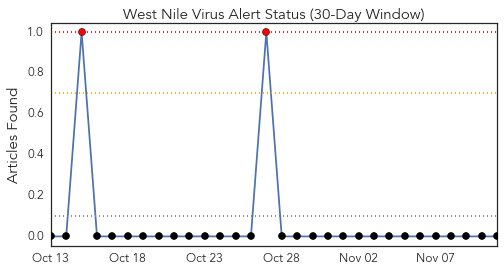 West Nile Virus Alert Status (30-Day Window)
Articles Found
1.0
0.8
0.6
0.4
0.2
0.0
Oct 13 Oct 18 Oct 23 Oct 28 Nov 02 Nov 07